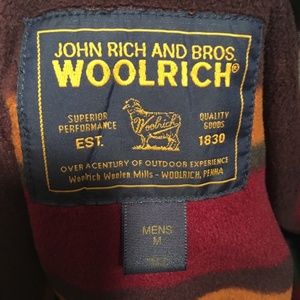 JOHN RICH AND BROS.
WOOLRICH®
SUPERIOR PERFORMANCE
EST.
Woolrich
QUALITY GOODS
1830
OVER A CENTURY OF OUTDOOR EXPERIENCE
Woolrich Woolen Mills - WOOLRICH, PENNA
MENS
M